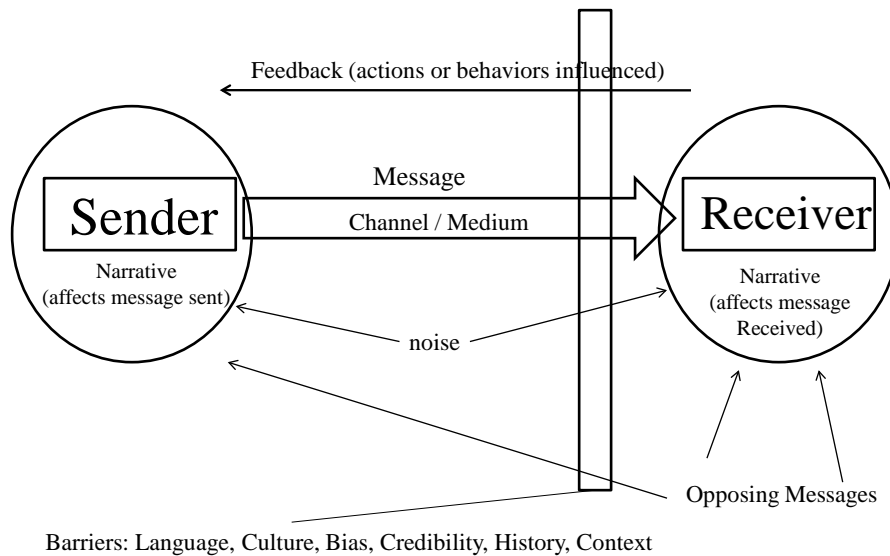 Feedback (actions or behaviors influenced)
Message
Sender
Channel / Medium
Receiver
Narrative
(affects message sent)
Narrative
(affects message
Received)
noise
Opposing Messages
Barriers: Language, Culture, Bias, Credibility, History, Context